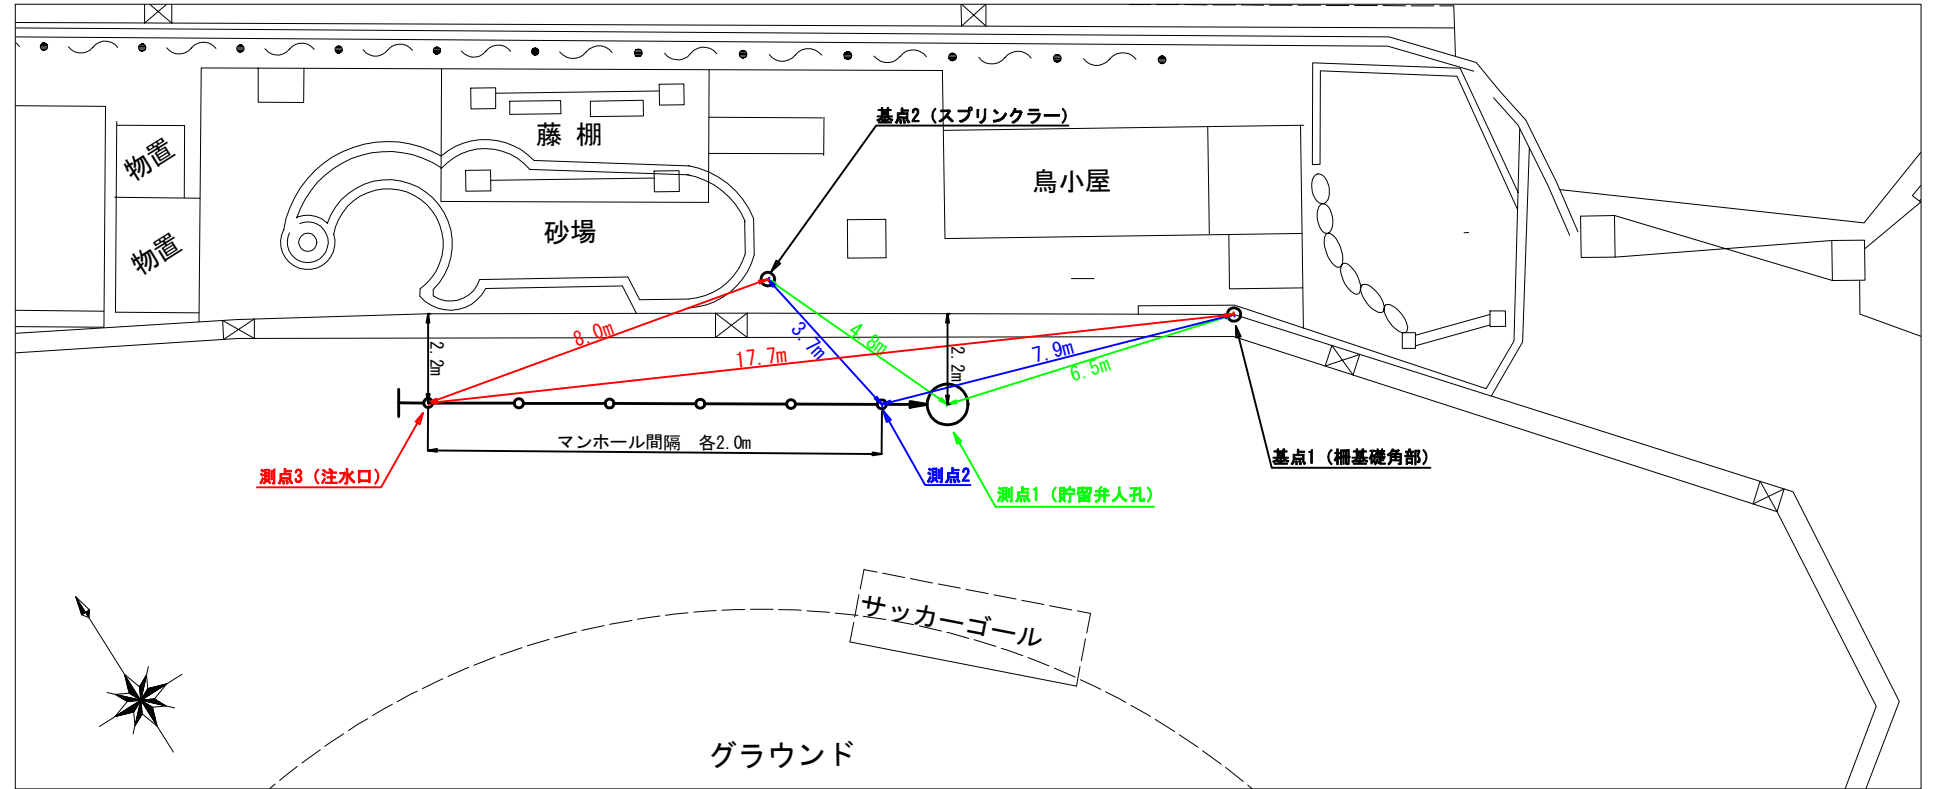 基点2（スプリンクラー）
藤 棚
物置
鳥小屋
砂場
物置
8.0m
3.7m
4.8m
2.2m
17.7m
2.2m
7.9m
6.5m
マンホール間隔　各2.0m
基点1（柵基礎角部）
測点3（注水口）
測点2
測点1（貯留弁人孔）
サッカーゴール
グラウンド